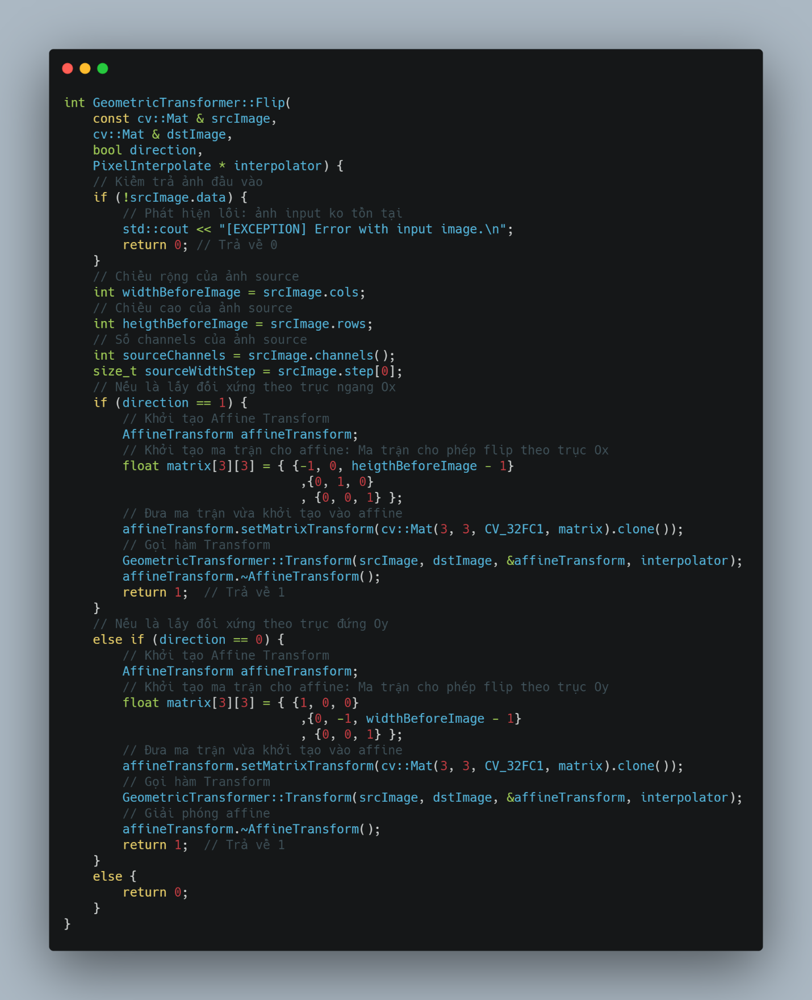 int GeometricTransformer::Flip(
    const cv::Mat & srcImage,
    cv::Mat & dstImage,
    bool direction,
    PixelInterpolate * interpolator) {
    // Kiểm trả ảnh đầu vào
    if (!srcImage.data) {
        // Phát hiện lỗi: ảnh input ko tồn tại
        std::cout << "[EXCEPTION] Error with input image.\n";
        return 0; // Trả về 0
    }
    // Chiều rộng của ảnh source
    int widthBeforeImage = srcImage.cols;
    // Chiều cao của ảnh source
    int heigthBeforeImage = srcImage.rows;
    // Số channels của ảnh source
    int sourceChannels = srcImage.channels();
    size_t sourceWidthStep = srcImage.step[0];
    // Nếu là lấy đối xứng theo trục ngang Ox
    if (direction == 1) {
        // Khởi tạo Affine Transform
        AffineTransform affineTransform;
        // Khởi tạo ma trận cho affine: Ma trận cho phép flip theo trục Ox
        float matrix[3][3] = { {-1, 0, heigthBeforeImage - 1}
                                ,{0, 1, 0}
                                , {0, 0, 1} };
        // Đưa ma trận vừa khởi tạo vào affine
        affineTransform.setMatrixTransform(cv::Mat(3, 3, CV_32FC1, matrix).clone());
        // Gọi hàm Transform
        GeometricTransformer::Transform(srcImage, dstImage, &affineTransform, interpolator);
        affineTransform.~AffineTransform();
        return 1;  // Trả về 1
    }
    // Nếu là lấy đối xứng theo trục đứng Oy
    else if (direction == 0) {
        // Khởi tạo Affine Transform
        AffineTransform affineTransform;
        // Khởi tạo ma trận cho affine: Ma trận cho phép flip theo trục Oy
        float matrix[3][3] = { {1, 0, 0}
                                ,{0, -1, widthBeforeImage - 1}
                                , {0, 0, 1} };
        // Đưa ma trận vừa khởi tạo vào affine
        affineTransform.setMatrixTransform(cv::Mat(3, 3, CV_32FC1, matrix).clone());
        // Gọi hàm Transform
        GeometricTransformer::Transform(srcImage, dstImage, &affineTransform, interpolator);
        // Giải phóng affine
        affineTransform.~AffineTransform();
        return 1;  // Trả về 1
    }
    else {
        return 0;
    }
}